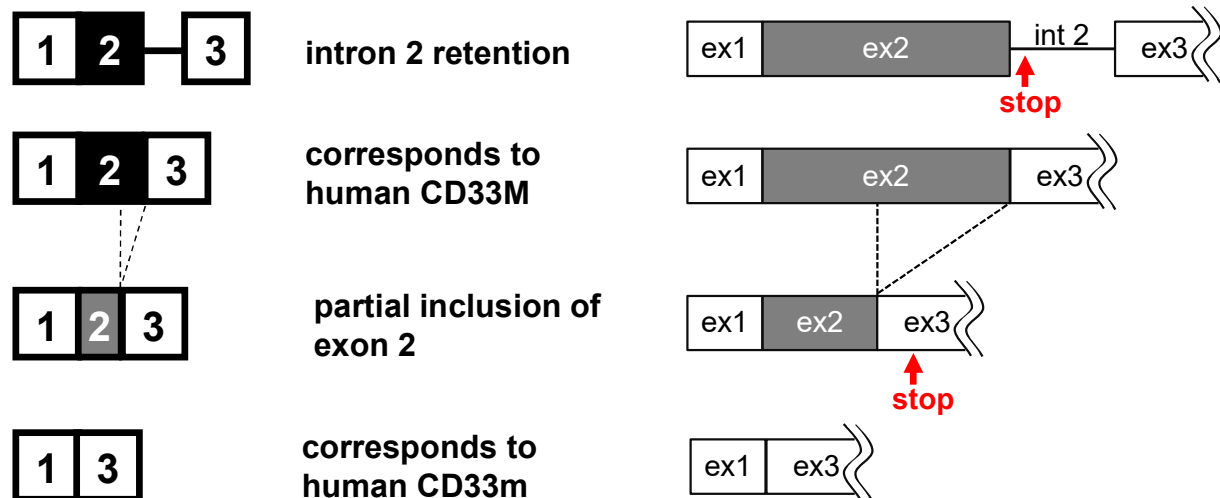 1 2 3 intron 2 retention ex1 ex2 int 2 ex3
stop
1 2 3 corresponds to
human CD33M ex1 ex2 ex3
1 2 3 partial inclusion of
exon 2 ex1 ex2 ex3
stop
1 3 corresponds to
human CD33m ex1 ex3